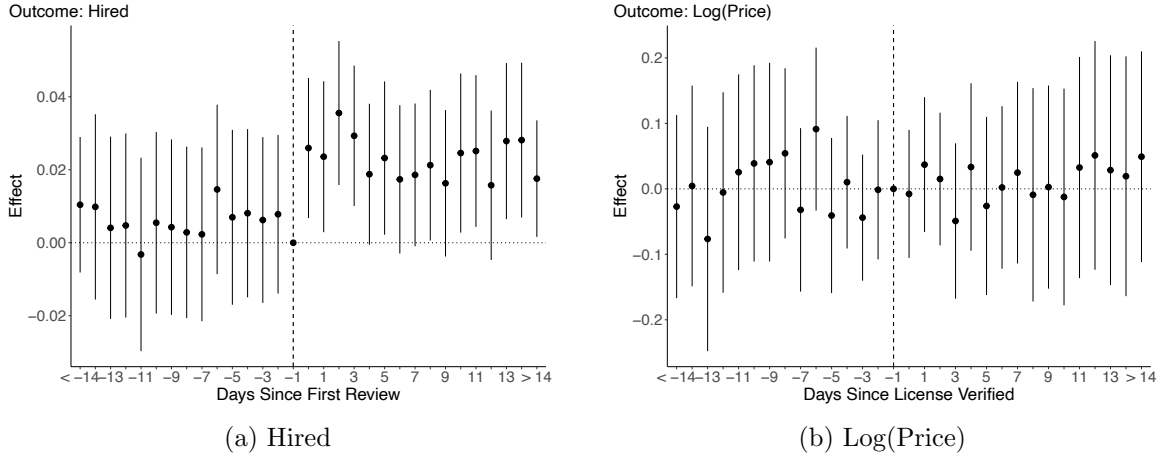 Outcome: Hired
0.04
0.02
0.00
−0.02
Effect
< −14 −13 −11 −9 −7 −5 −3 −1 1 3 5 7 9 11 13 > 14
Days Since First Review
(a) Hired
Outcome: Log(Price)
0.2
0.1
0.0
−0.1
−0.2
Effect
< −14 −13 −11 −9 −7 −5 −3 −1 1 3 5 7 9 11 13 > 14
Days Since License Verified
(b) Log(Price)